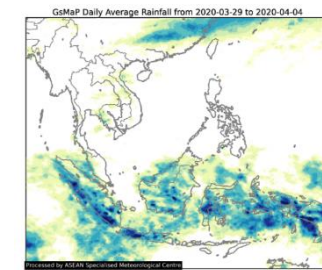 GsMaP Daily Average Rainfall from 2020-03-29 to 2020-04-04
Processed by ASEAN Specialised Meteorological Centre